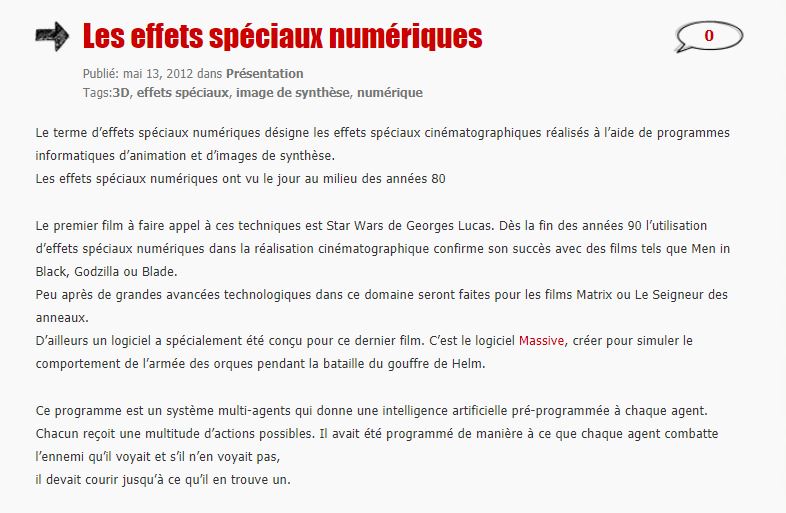 Les effets spéciaux numériques
0
Publié: mai 13, 2012 dans Présentation
Tags:3D, effets spéciaux, image de synthèse, numérique
Le terme d’effets spéciaux numériques désigne les effets spéciaux cinématographiques réalisés à l’aide de programmes
informatiques d’animation et d’images de synthèse.
Les effets spéciaux numériques ont vu le jour au milieu des années 80
Le premier film à faire appel à ces techniques est Star Wars de Georges Lucas. Dès la fin des années 90 l’utilisation
d’effets spéciaux numériques dans la réalisation cinématographique confirme son succès avec des films tels que Men in
Black, Godzilla ou Blade.
Peu après de grandes avancées technologiques dans ce domaine seront faites pour les films Matrix ou Le Seigneur des
anneaux.
D’ailleurs un logiciel a spécialement été conçu pour ce dernier film. C’est le logiciel Massive, créer pour simuler le
comportement de l’armée des orques pendant la bataille du gouffre de Helm.
Ce programme est un système multi-agents qui donne une intelligence artificielle pré-programmée à chaque agent.
Chacun reçoit une multitude d’actions possibles. Il avait été programmé de manière à ce que chaque agent combatte
l’ennemi qu’il voyait et s’il n’en voyait pas,
il devait courir jusqu’à ce qu’il en trouve un.